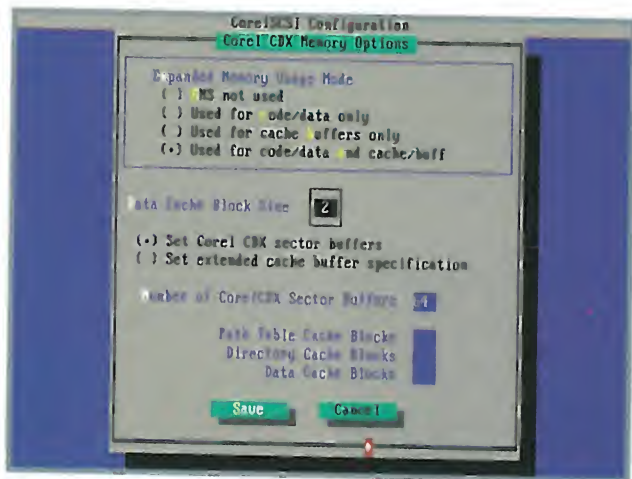 CorelSCSI Configuration
Corel CDX Memory Options
Expanded Memory Usage Mode
( ) EMS not used
( ) Used for code/data only
( ) Used for cache buffers only
(•) Used for code/data and cache/buff
Data Cache Block Size 2
(•) Set Corel CDX sector buffers
( ) Set extended cache buffer specification
Number of Corel CDX Sector Buffers 64
Path Table Cache Blocks
Directory Cache Blocks
Data Cache Blocks
Save Cancel